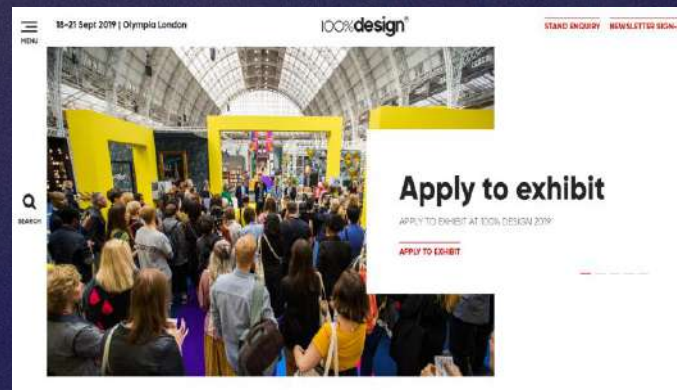 MENU
18-21 Sept 2019 | Olympia London
100%design®
STAND ENQUIRY
NEWSLETTER SIGN-
SEARCH
Apply to exhibit
APPLY TO EXHIBIT AT 100% DESIGN 2019!
APPLY TO EXHIBIT